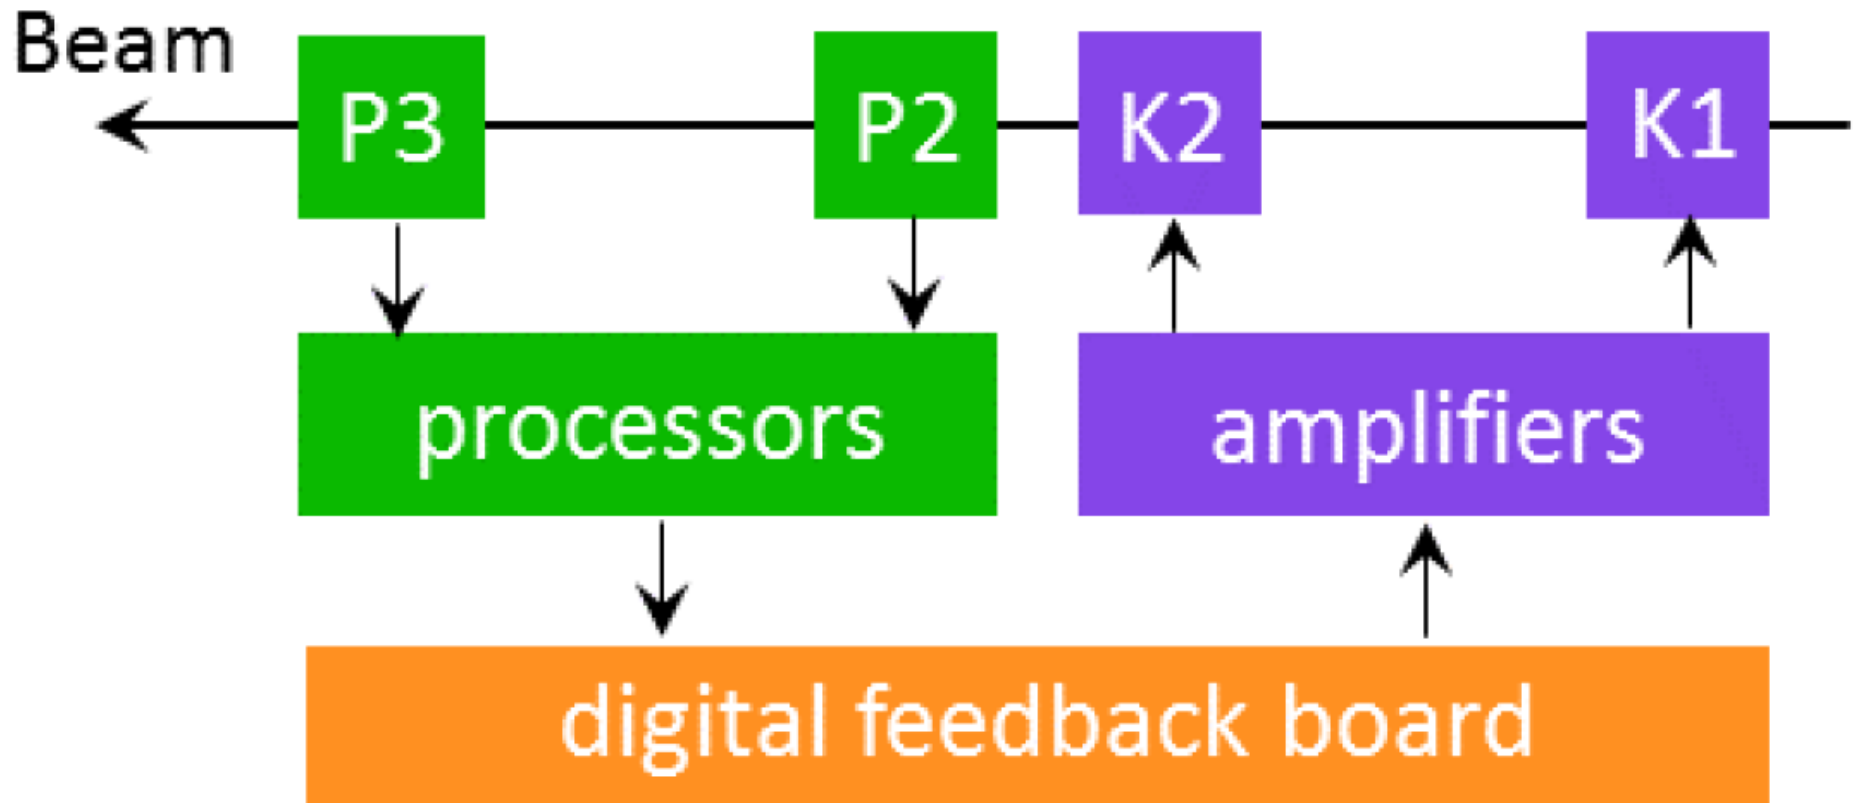 Beam
P3
P2
K2
K1
processors
amplifiers
digital feedback board